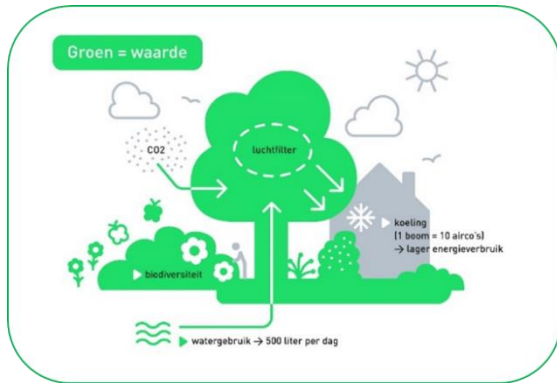 Groen = waarde
CO2
luchtfilter
koeling
(1 boom = 10 airco's)
→ lager energieverbruik
biodiversiteit
watergebruik → 500 liter per dag